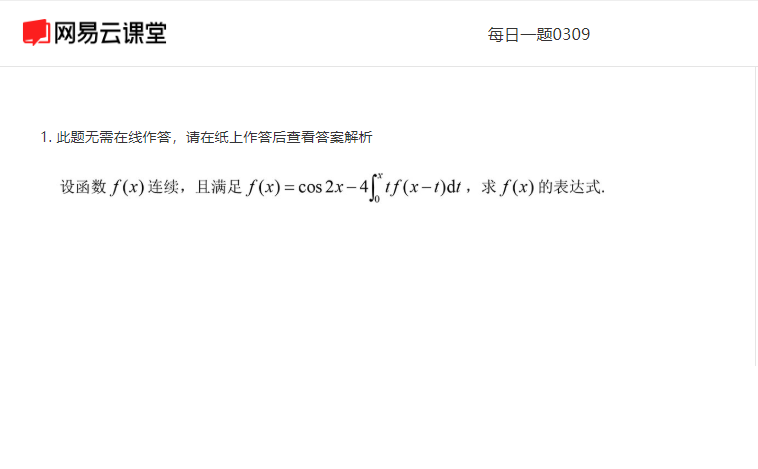 网易云课堂
每日一题0309
1. 此题无需在线作答，请在纸上作答后查看答案解析
设函数 f(x) 连续，且满足 f(x) = cos 2x − 4∫₀ˣ tf(x−t)dt ，求 f(x) 的表达式.